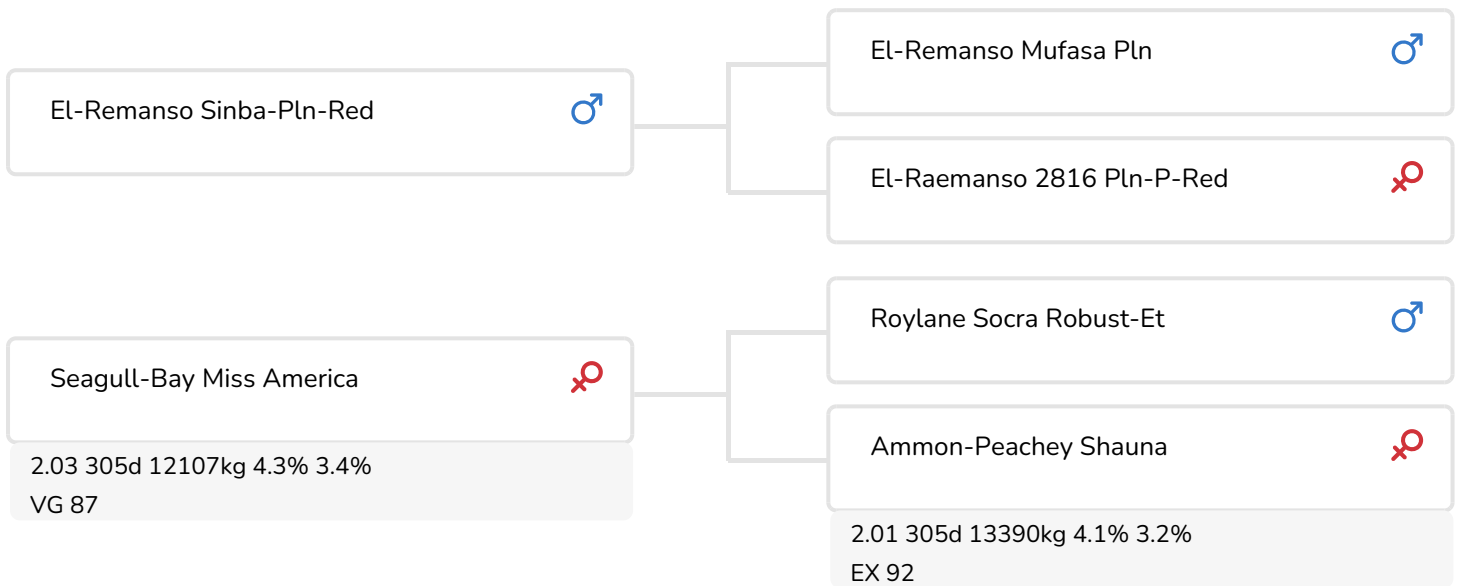 El-Remanso Mufasa Pln
El-Remanso Sinba-Pln-Red
El-Raemanso 2816 Pln-P-Red
Roylane Socra Robust-Et
Seagull-Bay Miss America
2.03 305d 12107kg 4.3% 3.4%
VG 87
Ammon-Peachey Shauna
2.01 305d 13390kg 4.1% 3.2%
EX 92